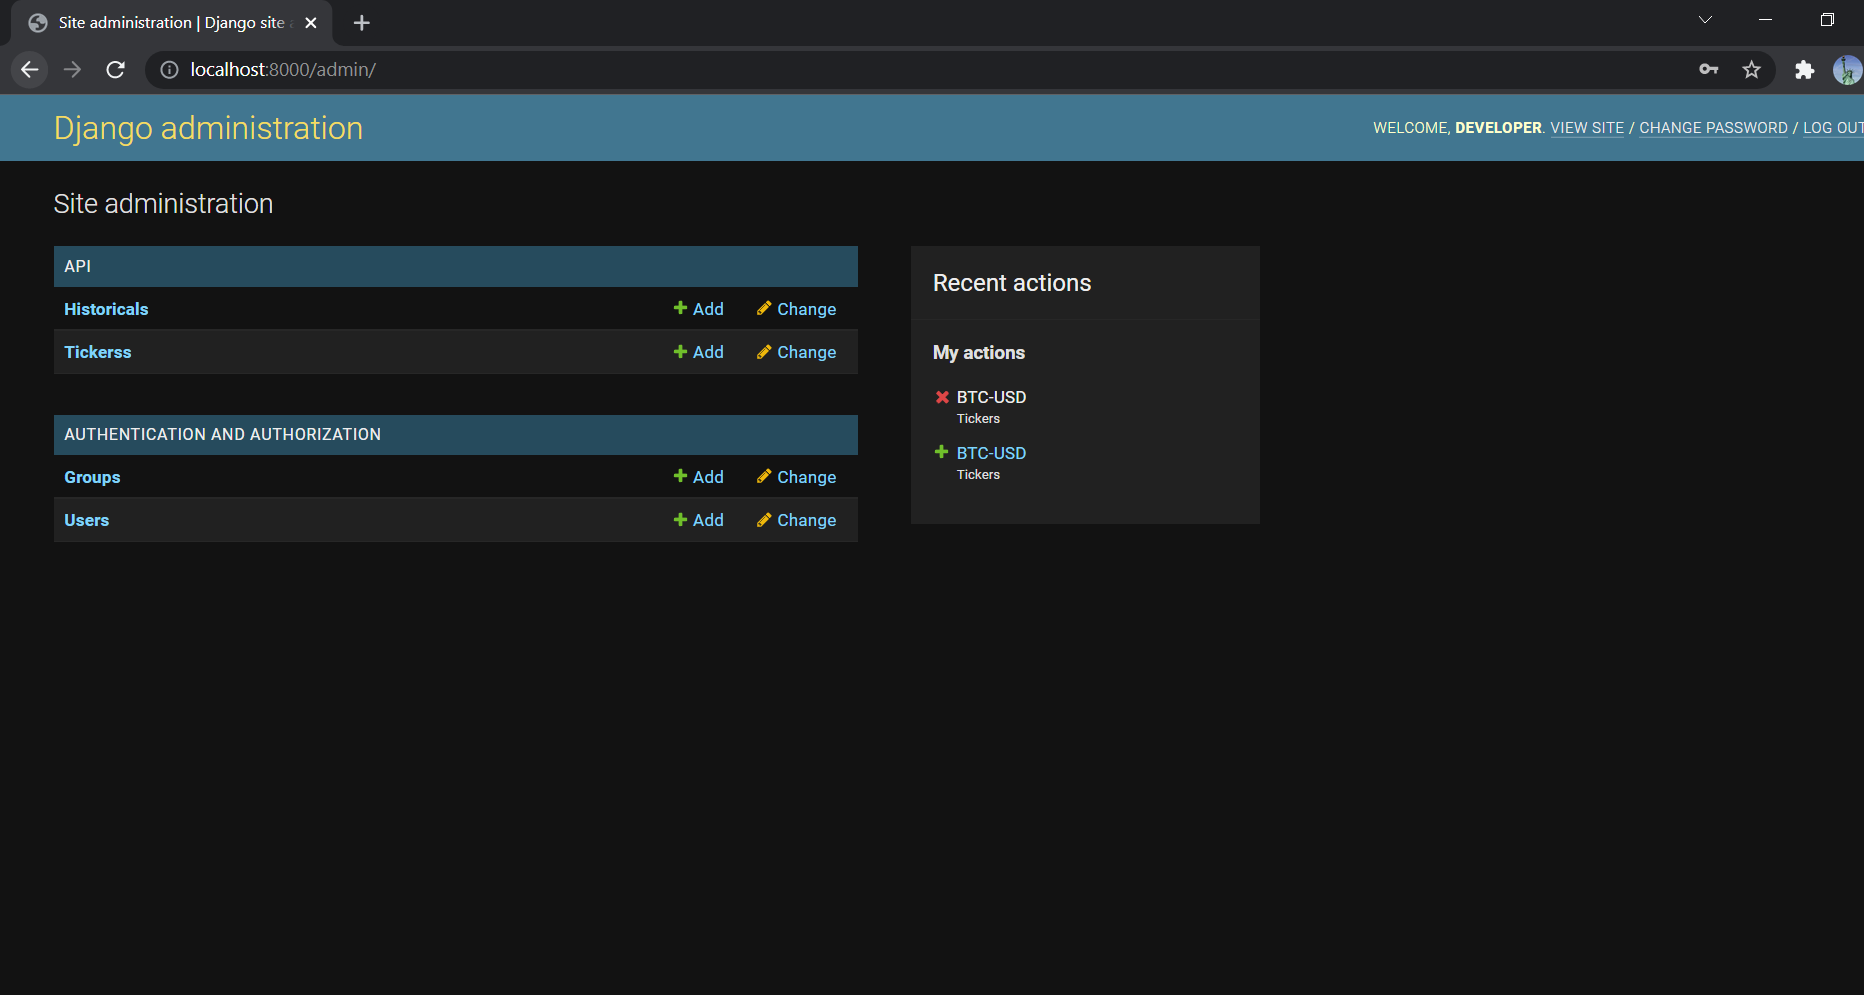 Site administration | Django site
localhost:8000/admin/
Django administration
WELCOME, DEVELOPER. VIEW SITE / CHANGE PASSWORD / LOG OUT
Site administration
API
Historicals Add Change
Tickerss Add Change
AUTHENTICATION AND AUTHORIZATION
Groups Add Change
Users Add Change
Recent actions
My actions
BTC-USD
Tickers
BTC-USD
Tickers